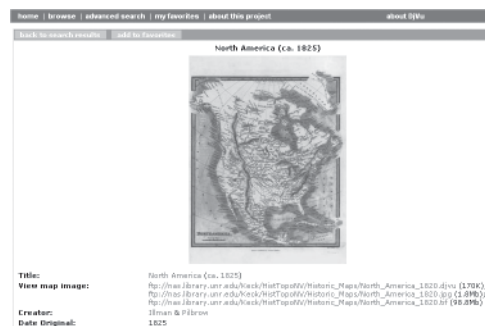 home | browse | advanced search | my favorites | about this project about DjVu
back to search results add to favorites
North America (ca. 1825)
Title: North America (ca. 1825)
View map image: ftp://nas.library.unr.edu/Keck/HistTopoNV/Historic_Maps/North_America_1820.djvu (170K);
ftp://nas.library.unr.edu/Keck/HistTopoNV/Historic_Maps/North_America_1820.jpg (1.8Mb);
ftp://nas.library.unr.edu/Keck/HistTopoNV/Historic_Maps/North_America_1820.tif (98.8Mb)
Creator: Illman & Pilbrow
Date Original: 1825